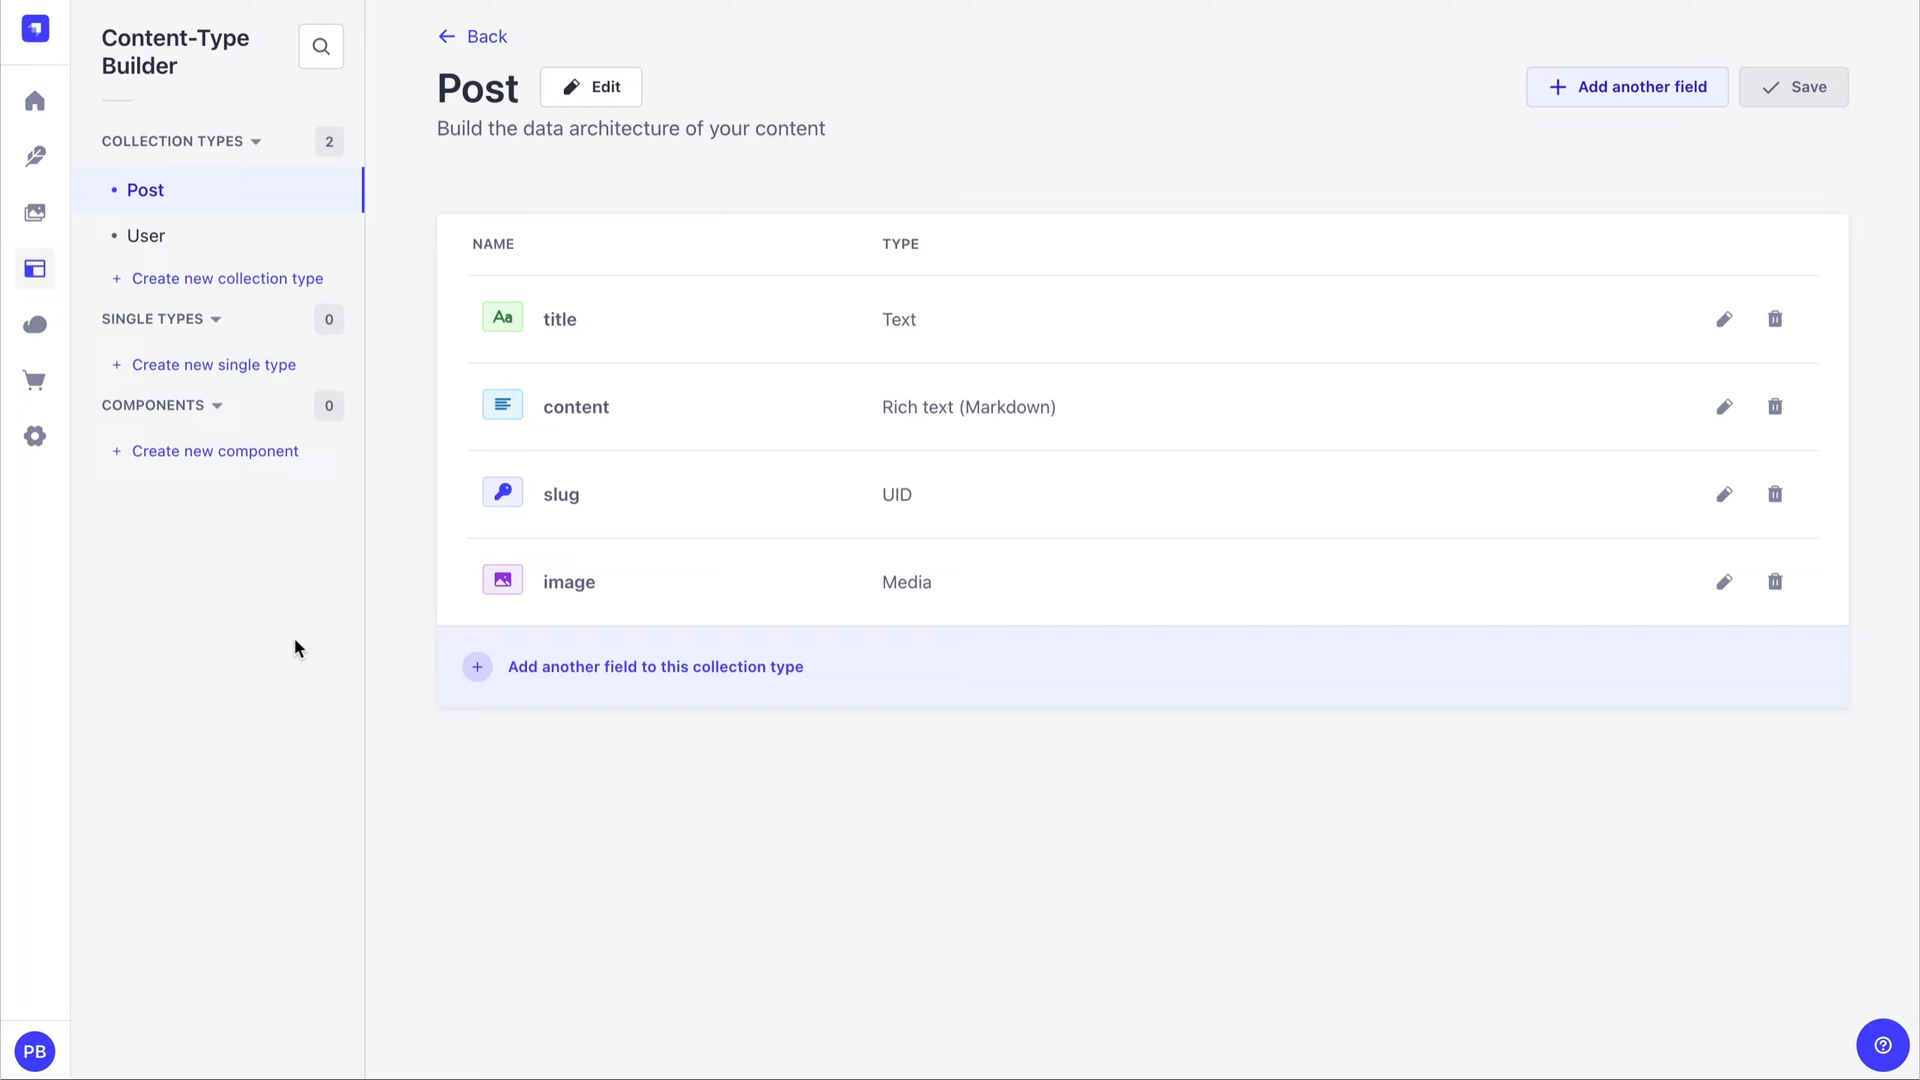 Content-Type
Builder
COLLECTION TYPES
2
Post
User
+ Create new collection type
SINGLE TYPES
0
+ Create new single type
COMPONENTS
0
+ Create new component
PB
Back
Post
Edit
Add another field
Save
Build the data architecture of your content
NAME
TYPE
Aa
title
Text
content
Rich text (Markdown)
slug
UID
image
Media
Add another field to this collection type